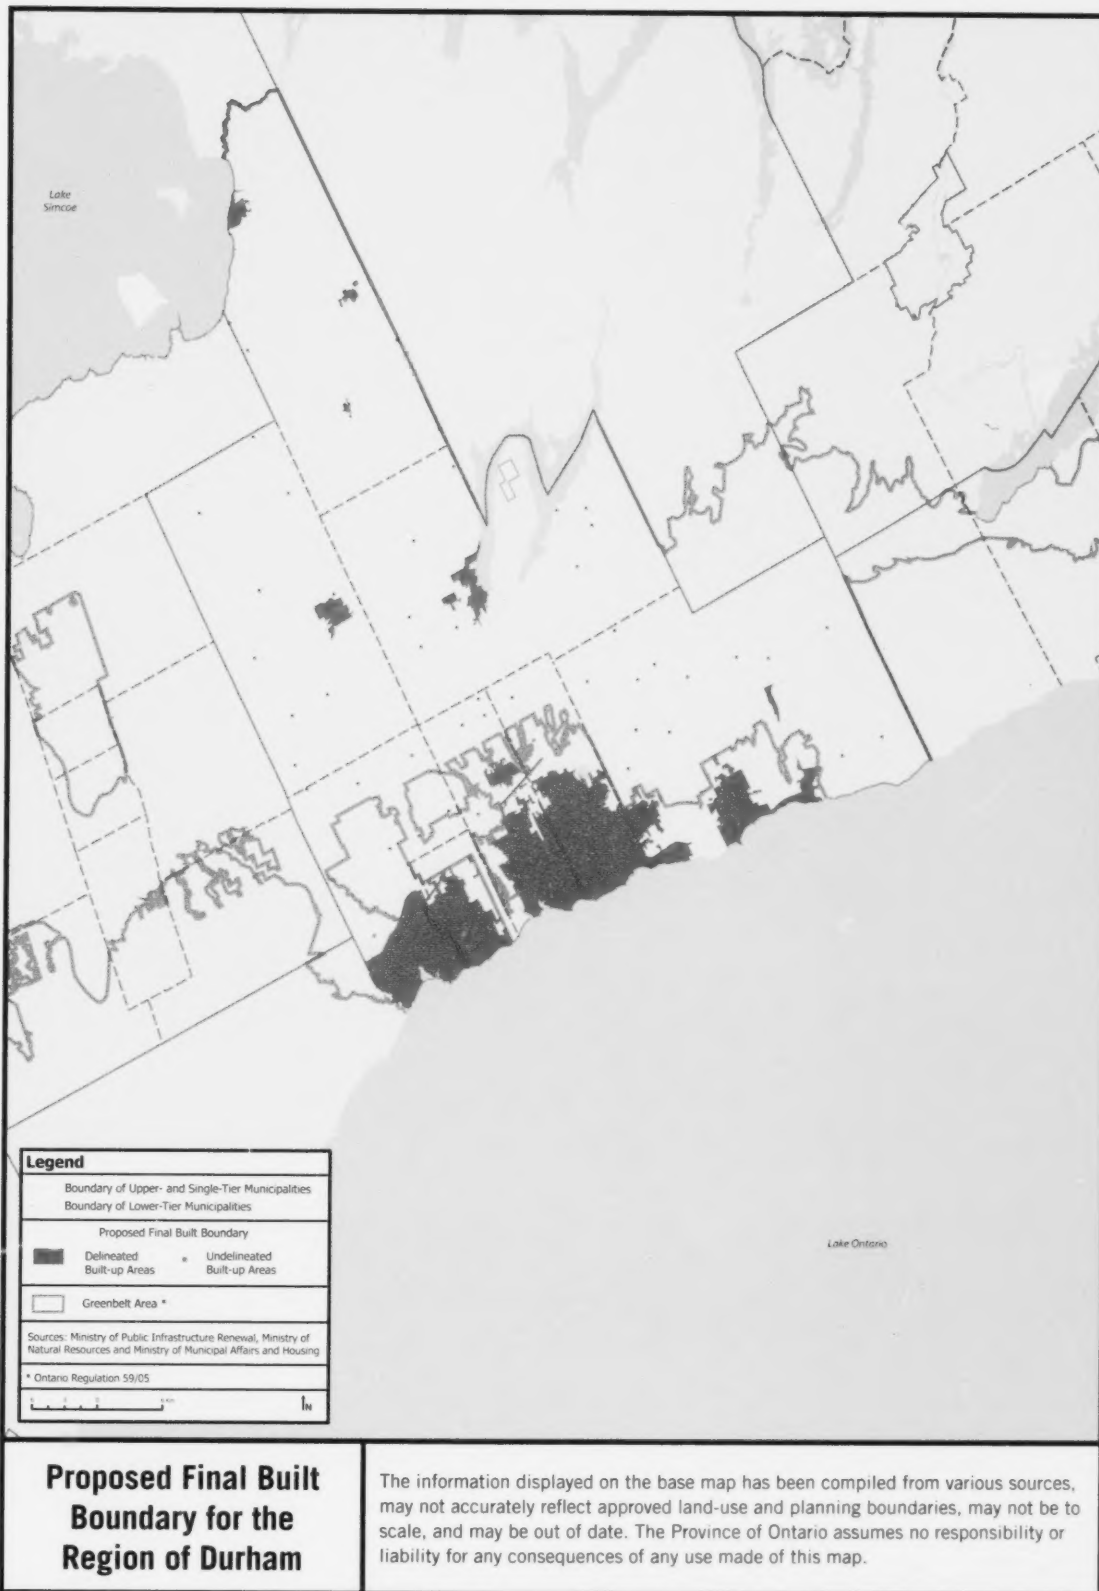 Lake
Simcoe
Lake Ontario
Legend
Boundary of Upper- and Single-Tier Municipalities
Boundary of Lower-Tier Municipalities
Proposed Final Built Boundary
Delineated
Built-up Areas
Undelineated
Built-up Areas
Greenbelt Area *
Sources: Ministry of Public Infrastructure Renewal, Ministry of
Natural Resources and Ministry of Municipal Affairs and Housing
* Ontario Regulation 59/05
N
Proposed Final Built
Boundary for the
Region of Durham
The information displayed on the base map has been compiled from various sources,
may not accurately reflect approved land-use and planning boundaries, may not be to
scale, and may be out of date. The Province of Ontario assumes no responsibility or
liability for any consequences of any use made of this map.